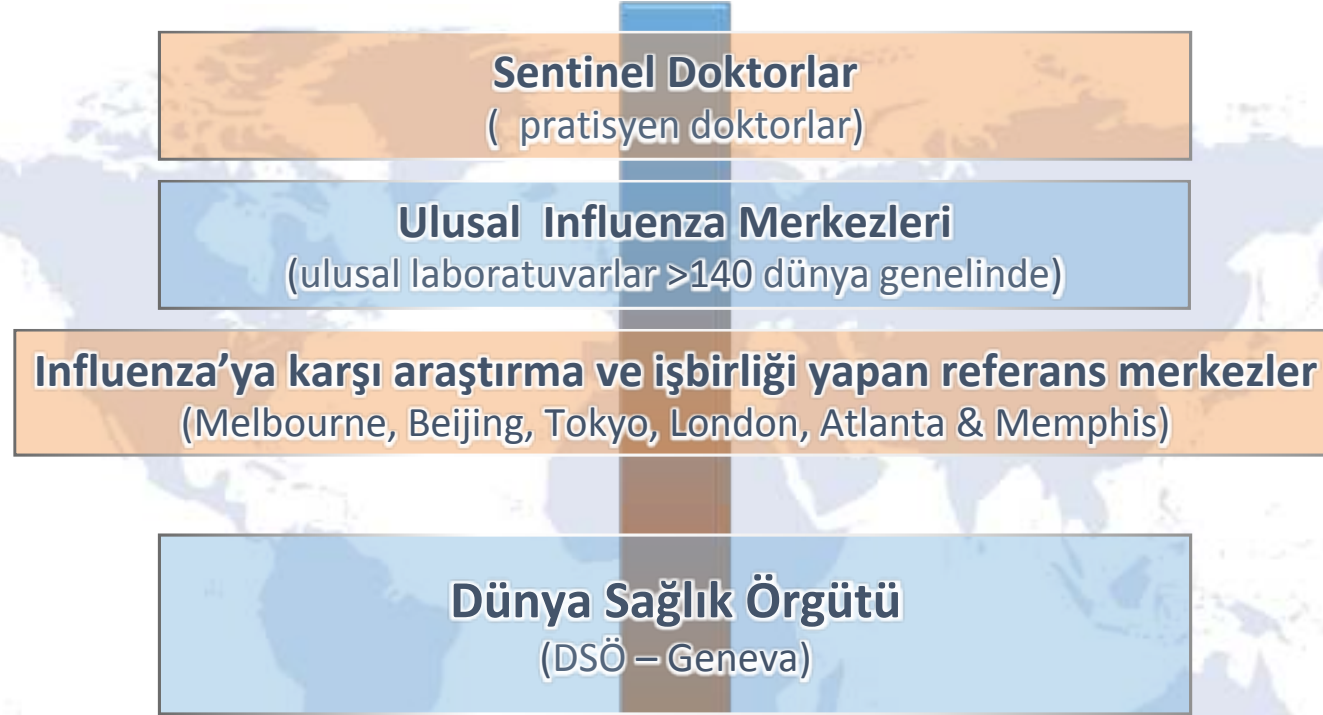 Sentinel Doktorlar
( pratisyen doktorlar)
Ulusal Influenza Merkezleri
(ulusal laboratuvarlar >140 dünya genelinde)
Influenza’ya karşı araştırma ve işbirliği yapan referans merkezler
(Melbourne, Beijing, Tokyo, London, Atlanta & Memphis)
Dünya Sağlık Örgütü
(DSÖ – Geneva)